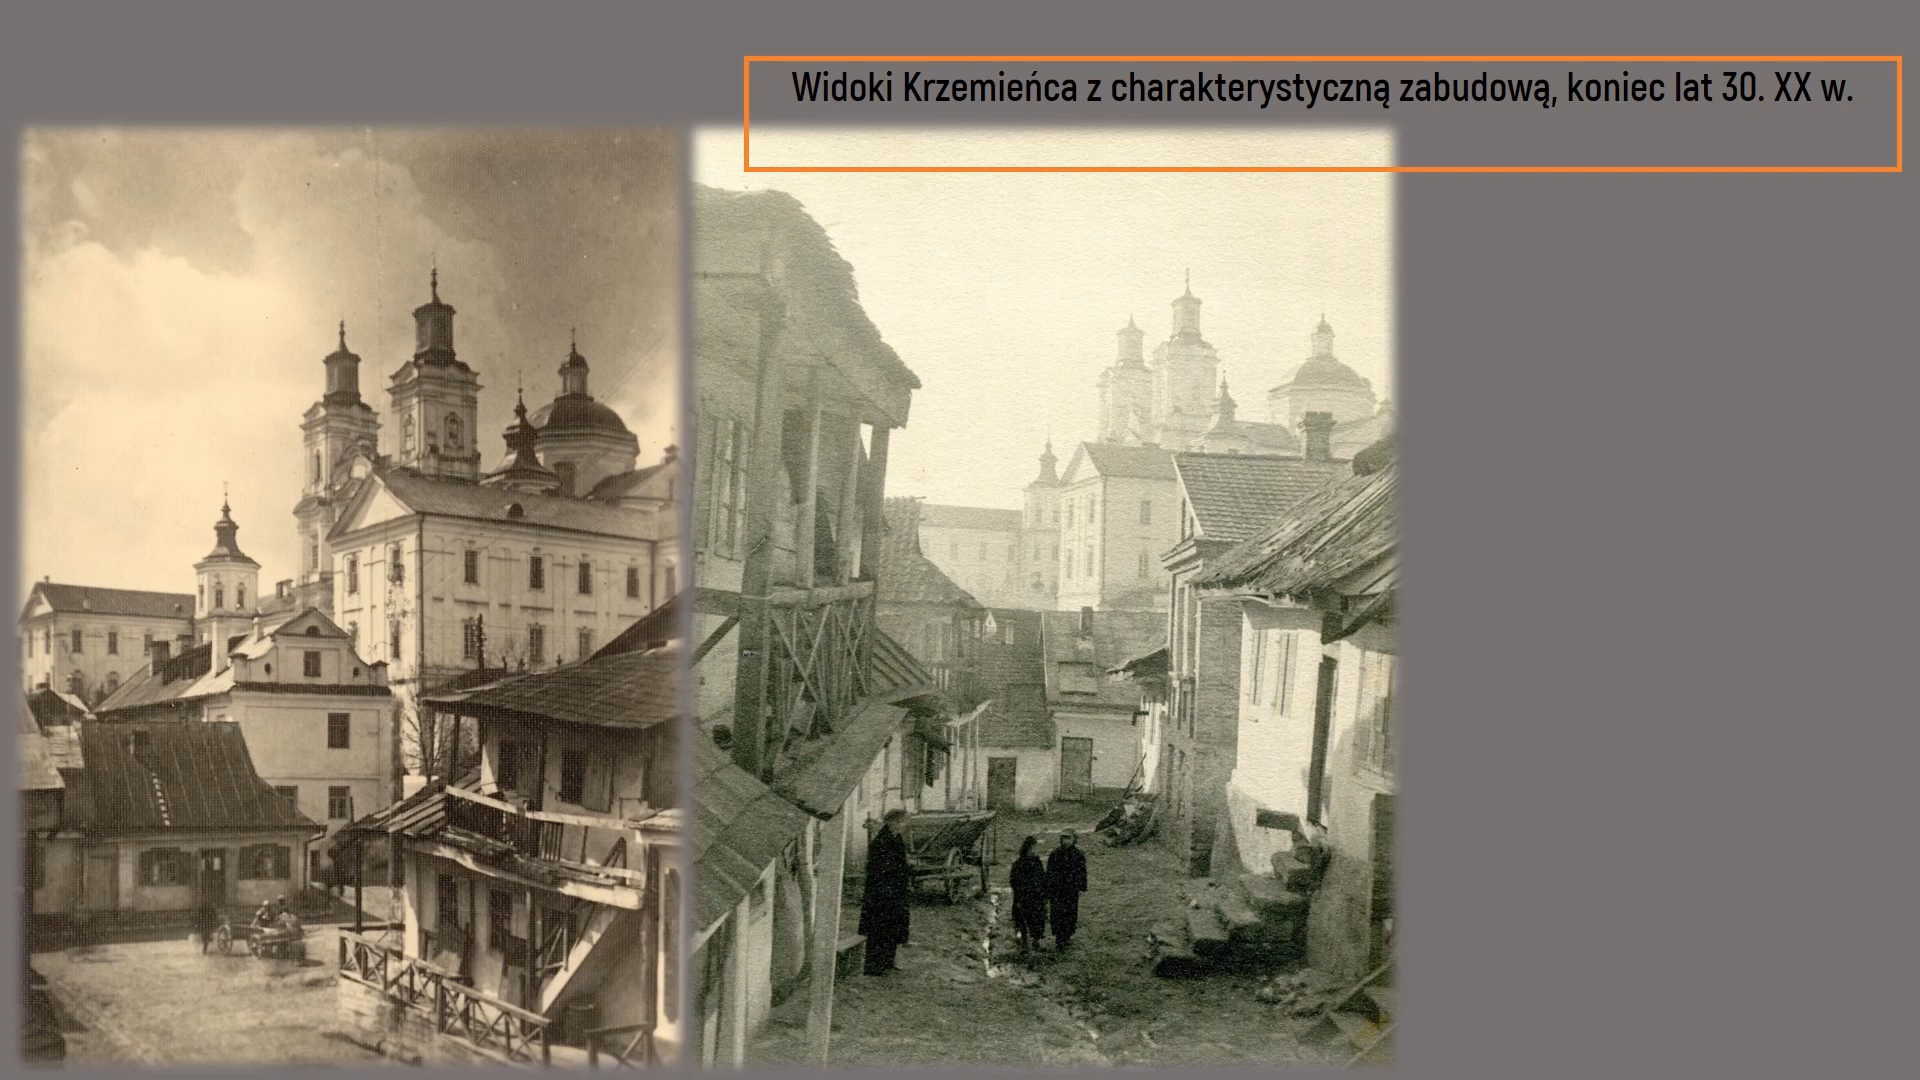 Widoki Krzemieńca z charakterystyczną zabudową, koniec lat 30. XX w.